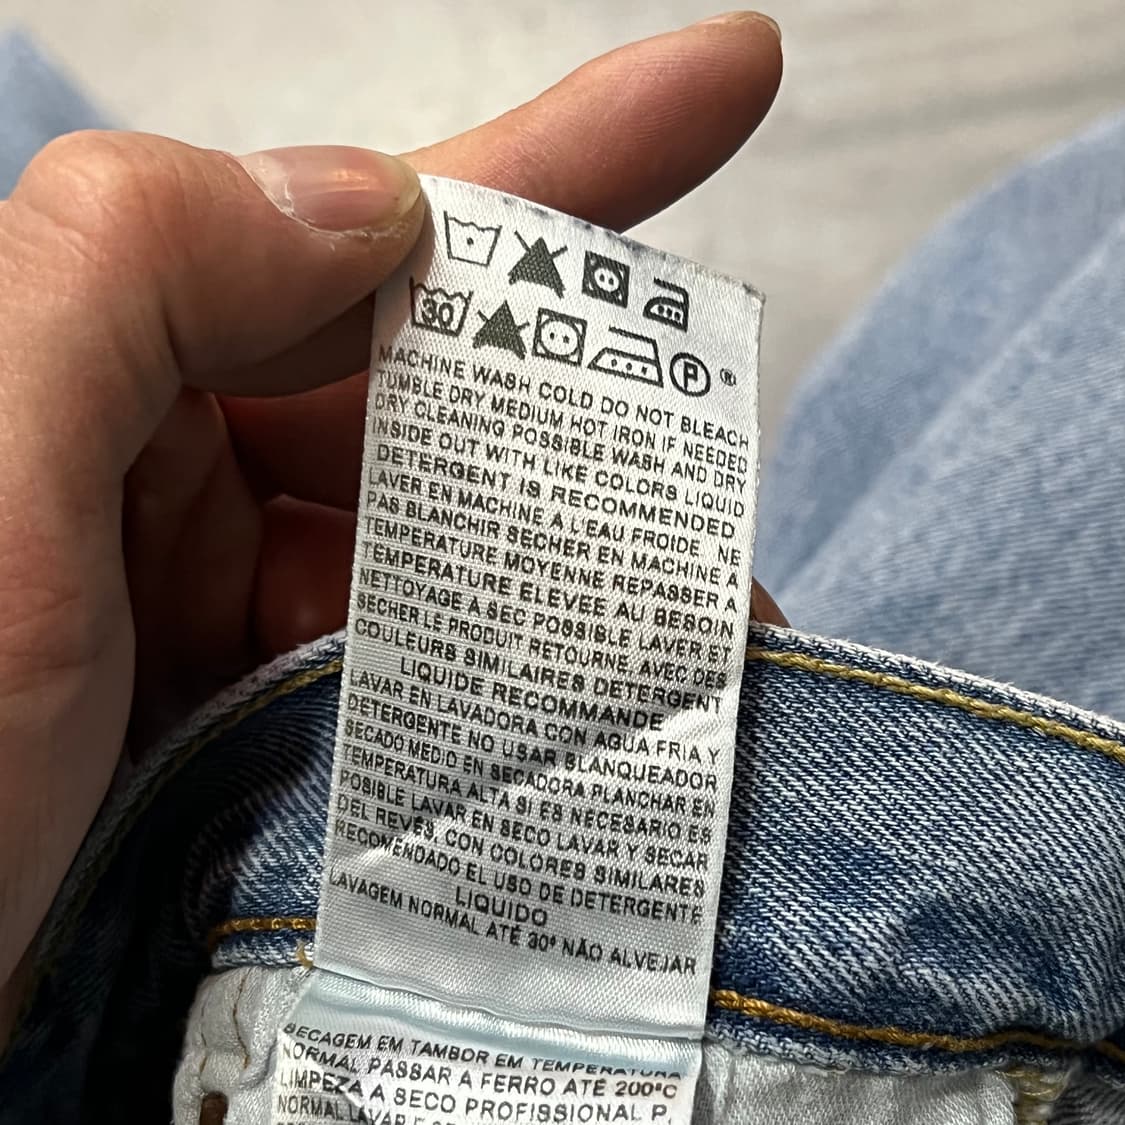 30 P ®
MACHINE WASH COLD DO NOT BLEACH
TUMBLE DRY MEDIUM HOT IRON IF NEEDED
DRY CLEANING POSSIBLE WASH AND DRY
INSIDE OUT WITH LIKE COLORS LIQUID
DETERGENT IS RECOMMENDED
LAVER EN MACHINE A L'EAU FROIDE. NE
PAS BLANCHIR SECHER EN MACHINE A
TEMPERATURE MOYENNE REPASSER A
TEMPERATURE ELEVEE AU BESOIN
NETTOYAGE A SEC POSSIBLE LAVER ET
SECHER LE PRODUIT RETOURNE, AVEC DES
COULEURS SIMILAIRES DETERGENT
LIQUIDE RECOMMANDE
LAVAR EN LAVADORA CON AGUA FRIA Y
DETERGENTE NO USAR BLANQUEADOR
SECADO MEDIO EN SECADORA PLANCHAR EN
TEMPERATURA ALTA SI ES NECESARIO ES
POSIBLE LAVAR EN SECO LAVAR Y SECAR
DEL REVÉS, CON COLORES SIMILARES
RECOMENDADO EL USO DE DETERGENTE
LIQUIDO
LAVAGEM NORMAL ATÉ 30° NÃO ALVEJAR
SECAGEM EM TAMBOR EM TEMPERATURA
NORMAL PASSAR A FERRO ATÉ 200°C
LIMPEZA A SECO PROFISSIONAL P,
NORMAL LAVAR E